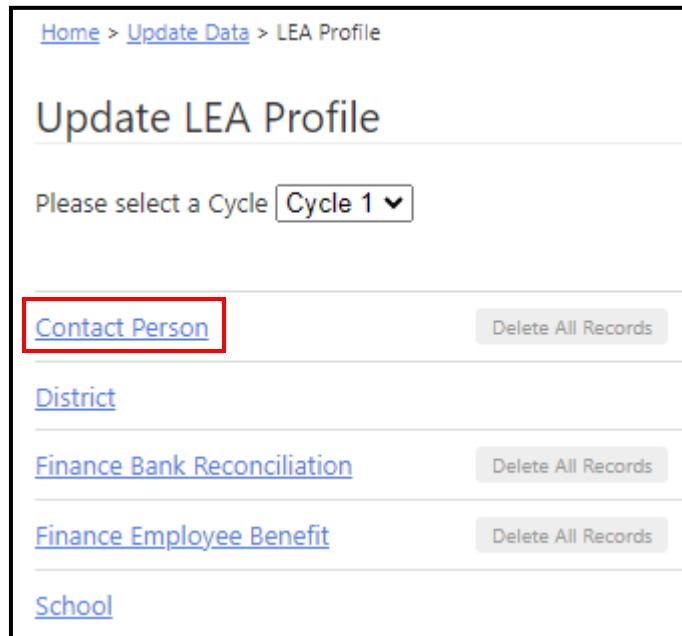 Home > Update Data > LEA Profile
Update LEA Profile
Please select a Cycle Cycle 1
Contact Person Delete All Records
District
Finance Bank Reconciliation Delete All Records
Finance Employee Benefit Delete All Records
School